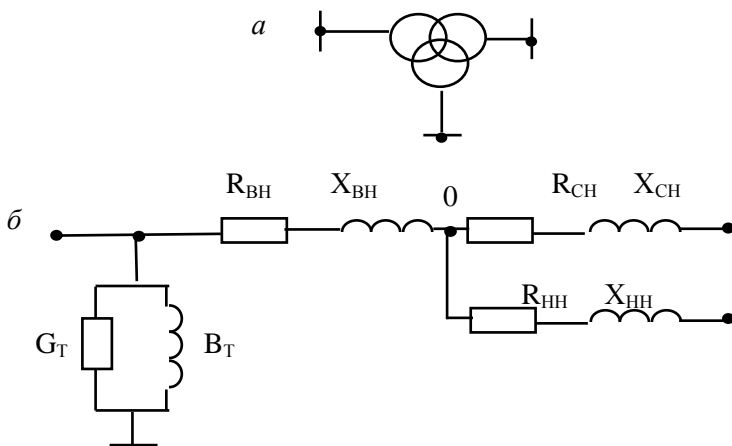 а
R_ВН X_ВН 0 R_СН X_СН
б
R_НН X_НН
G_Т B_Т